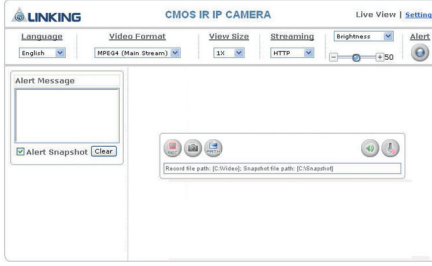 LINKING
CMOS IR IP CAMERA
Live View | Setting
Language
Video Format
View Size
Streaming
Brightness
Alert
English
MPEG4 (Main Stream)
1X
HTTP
50
Alert Message
Alert Snapshot
Clear
Record file path: [C:\Video]; Snapshot file path: [C:\Snapshot]